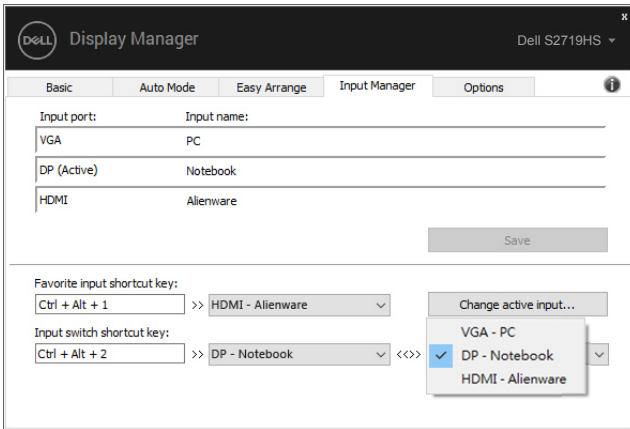 DELL Display Manager
Dell S2719HS
x
Basic Auto Mode Easy Arrange Input Manager Options
Input port: Input name:
VGA PC
DP (Active) Notebook
HDMI Alienware
Save
Favorite input shortcut key:
Ctrl + Alt + 1 >> HDMI - Alienware Change active input...
Input switch shortcut key:
Ctrl + Alt + 2 >> DP - Notebook <<>>
VGA - PC
DP - Notebook
HDMI - Alienware